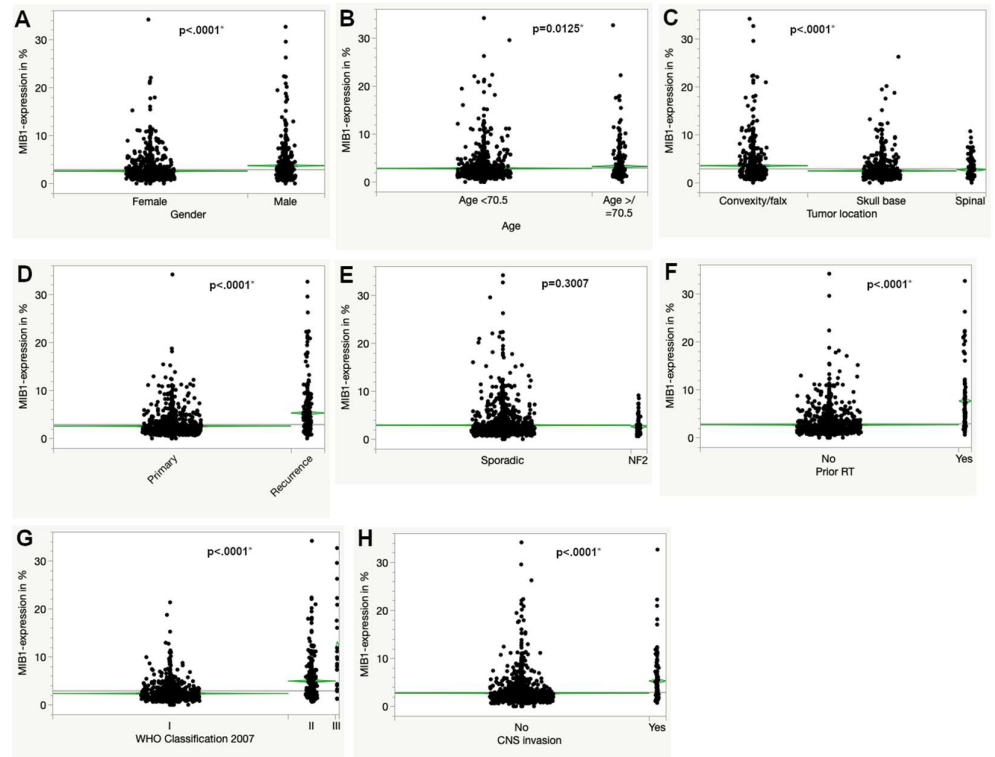 A
p<.0001*
MIB1-expression in %
30
20
10
0
Female
Male
Gender
B
p=0.0125*
MIB1-expression in %
30
20
10
0
Age <70.5
Age >/
=70.5
Age
C
p<.0001*
MIB1-expression in %
30
20
10
0
Convexity/falx
Skull base
Spinal
Tumor location
D
p<.0001*
MIB1-expression in %
30
20
10
0
Primary
Recurrence
E
p=0.3007
MIB1-expression in %
30
20
10
0
Sporadic
NF2
F
p<.0001*
MIB1-expression in %
30
20
10
0
No
Yes
Prior RT
G
p<.0001*
MIB1-expression in %
30
20
10
0
I
II
III
WHO Classification 2007
H
p<.0001*
MIB1-expression in %
30
20
10
0
No
Yes
CNS invasion